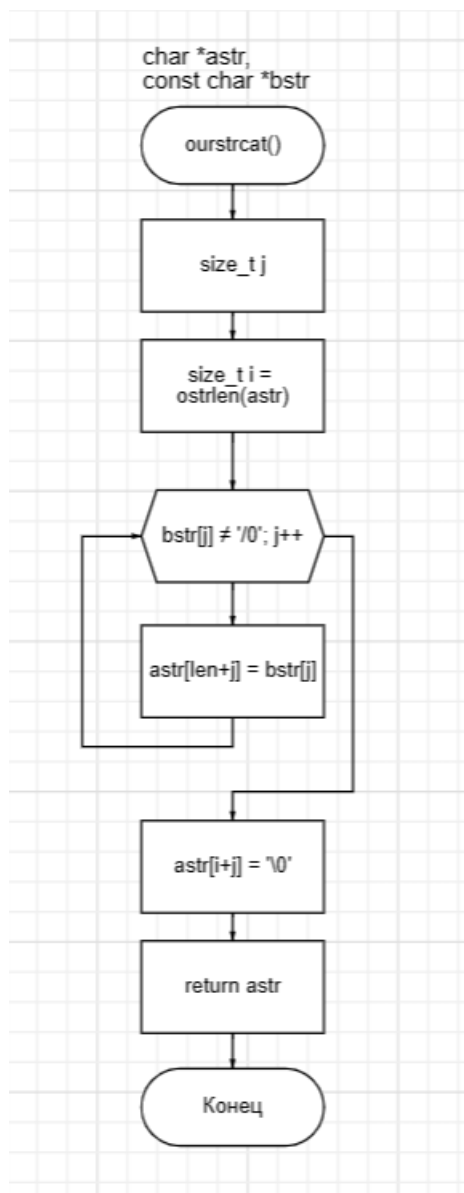 char *astr,
const char *bstr
ourstrcat()
size_t j
size_t i =
ostrlen(astr)
bstr[j] ≠ '/0'; j++
astr[len+j] = bstr[j]
astr[i+j] = '\0'
return astr
Конец